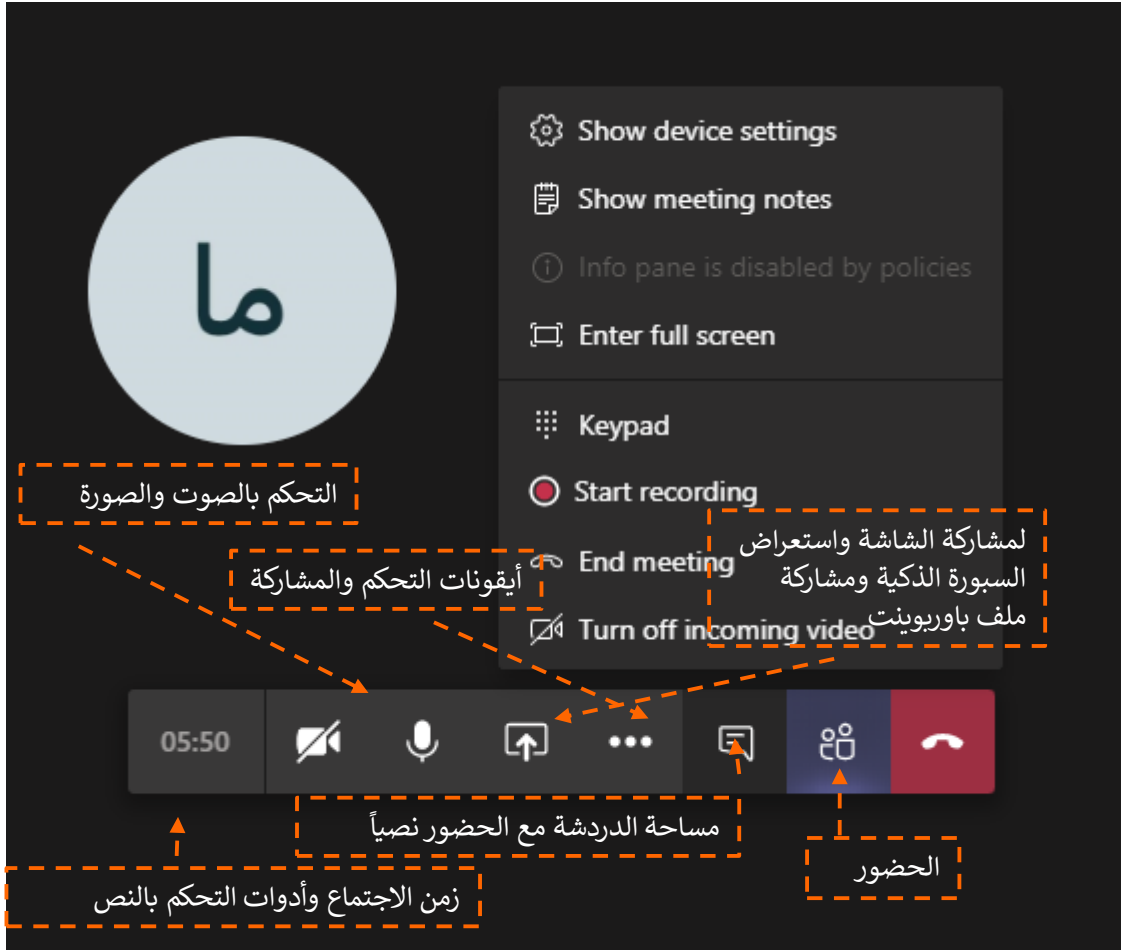 ما
Show device settings
Show meeting notes
Info pane is disabled by policies
Enter full screen
Keypad
Start recording
End meeting
Turn off incoming video
التحكم بالصوت والصورة
أيقونات التحكم والمشاركة
لمشاركة الشاشة واستعراض
السبورة الذكية ومشاركة
ملف باوربوينت
05:50
مساحة الدردشة مع الحضور نصياً
الحضور
زمن الاجتماع وأدوات التحكم بالنص